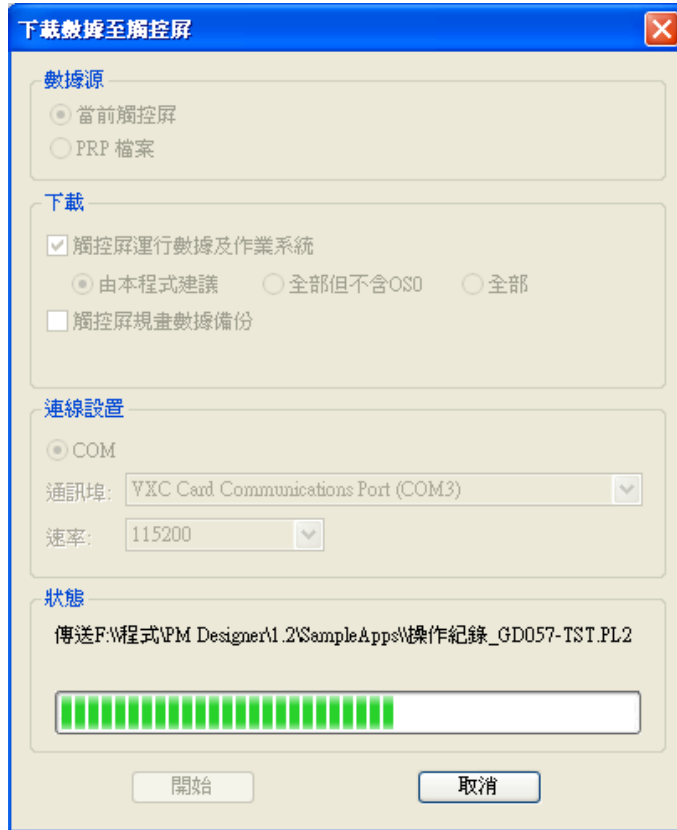 下載數據至觸控屏
數據源
當前觸控屏
PRP 檔案
下載
觸控屏運行數據及作業系統
由本程式建議 全部但不含OS0 全部
觸控屏規畫數據備份
連線設置
COM
通訊埠: VXC Card Communications Port (COM3)
速率: 115200
狀態
傳送F:\\程式\PM Designer\1.2\SampleApps\\操作紀錄_GD057-TST.PL2
開始 取消